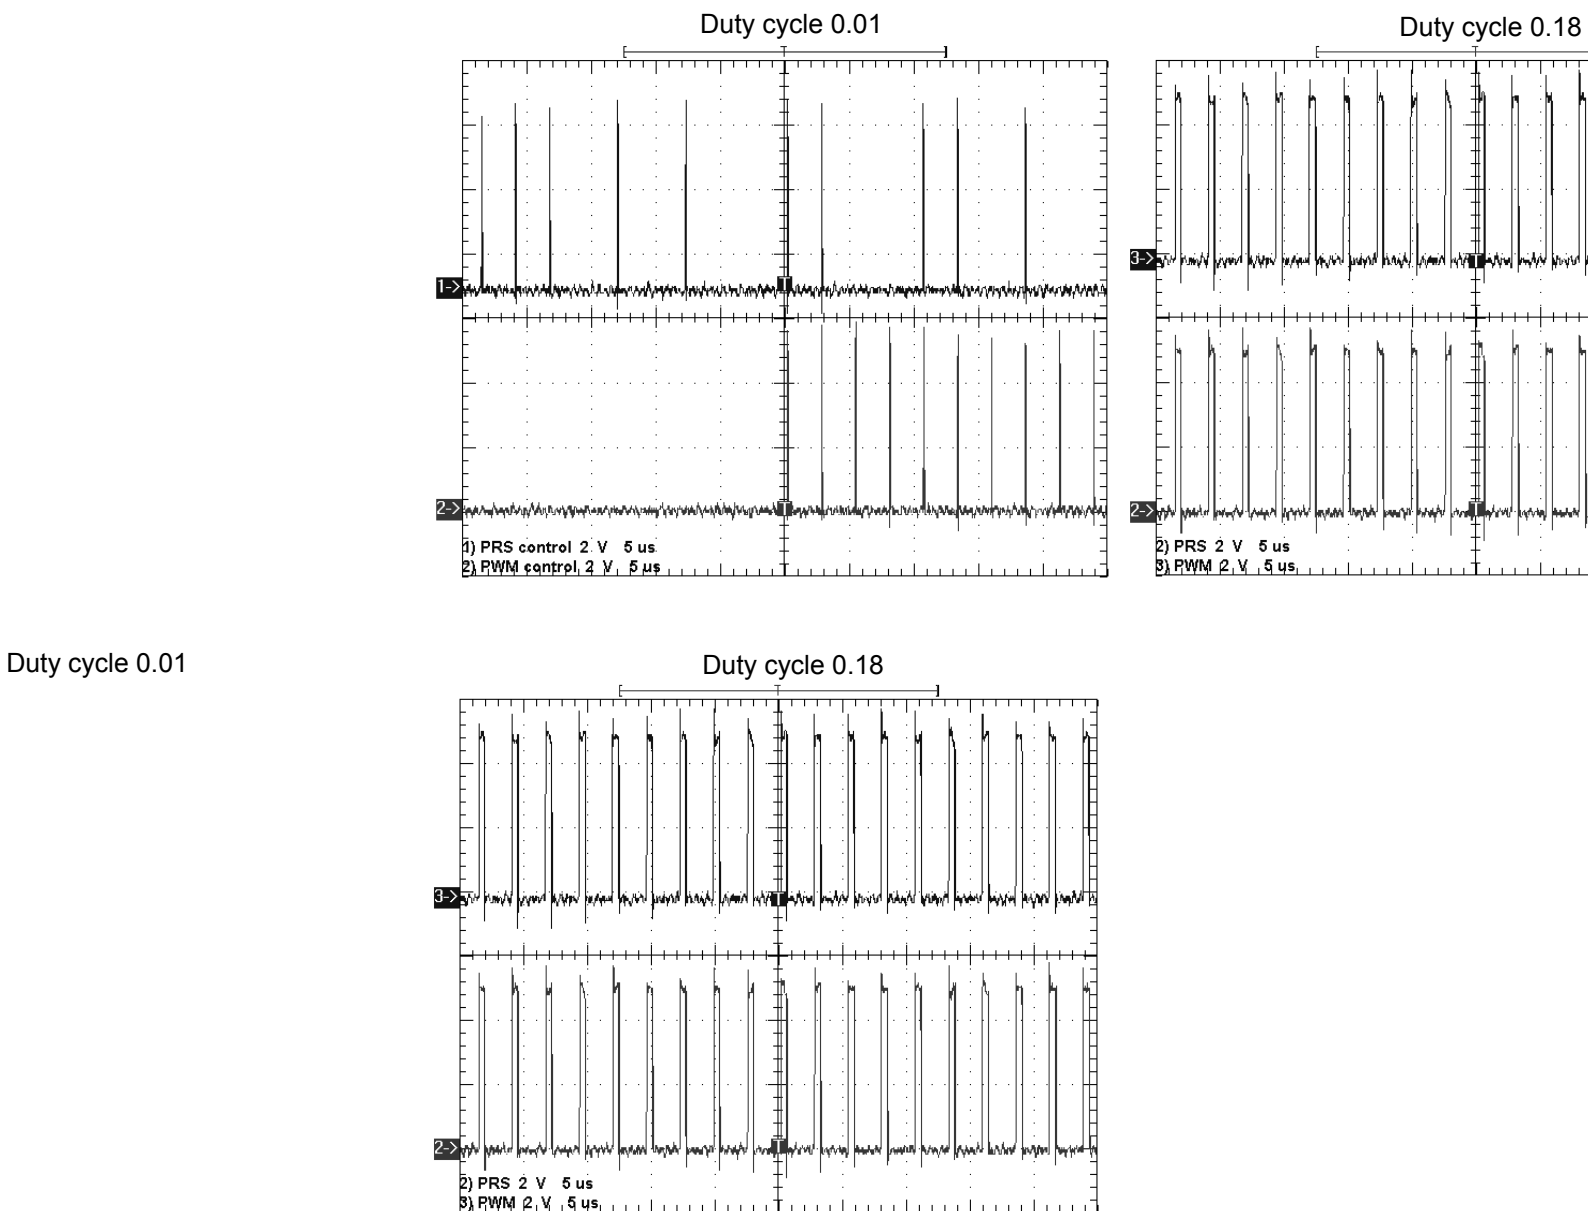 Duty cycle 0.01
Duty cycle 0.18
1->
T
2->
T
1) PRS control 2 V 5 us
2) PWM control 2 V 5 us
3->
T
2->
T
2) PRS 2 V 5 us
3) PWM 2 V 5 us
Duty cycle 0.01
Duty cycle 0.18
3->
T
2->
T
2) PRS 2 V 5 us
3) PWM 2 V 5 us